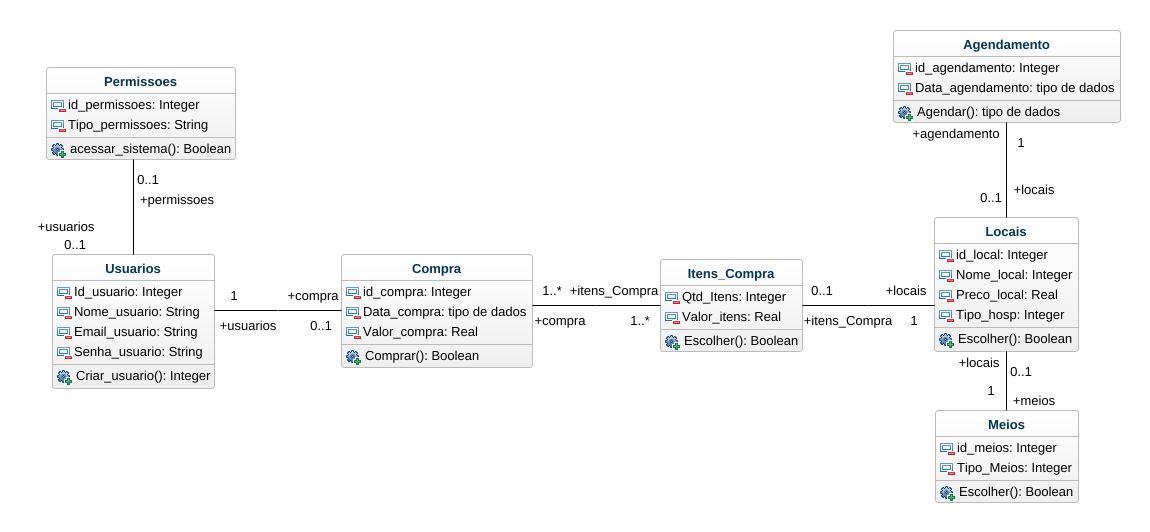 Agendamento
id_agendamento: Integer
Data_agendamento: tipo de dados
Agendar(): tipo de dados
Permissoes
id_permissoes: Integer
Tipo_permissoes: String
acessar_sistema(): Boolean
+agendamento
1
0..1
+permissoes
0..1
+locais
+usuarios
0..1
Locais
id_local: Integer
Nome_local: Integer
Preco_local: Real
Tipo_hosp: Integer
Escolher(): Boolean
Usuarios
Id_usuario: Integer
Nome_usuario: String
Email_usuario: String
Senha_usuario: String
Criar_usuario(): Integer
1
+compra
+usuarios
0..1
Compra
id_compra: Integer
Data_compra: tipo de dados
Valor_compra: Real
Comprar(): Boolean
1..* +itens_Compra
+compra
1..*
Itens_Compra
Qtd_Itens: Integer
Valor_itens: Real
Escolher(): Boolean
0..1
+locais
+itens_Compra
1
+locais
0..1
1
+meios
Meios
id_meios: Integer
Tipo_Meios: Integer
Escolher(): Boolean